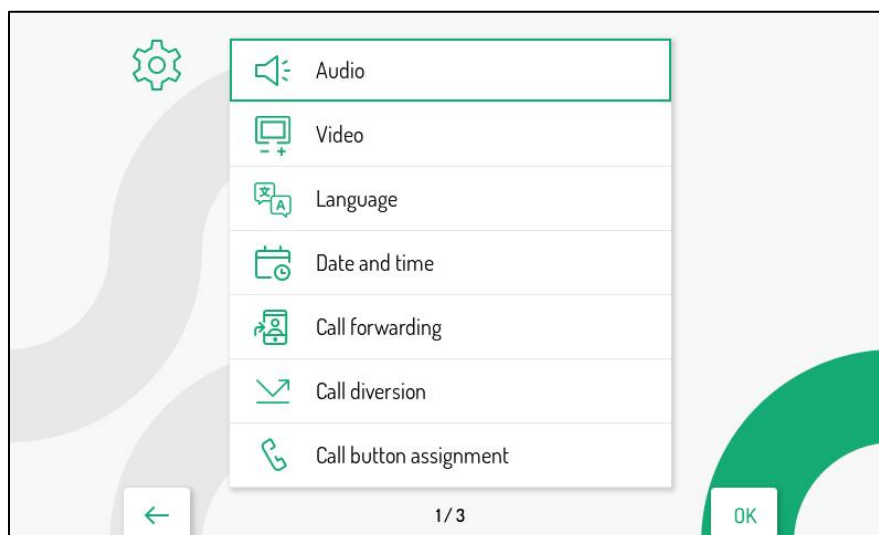 Audio
Video
Language
Date and time
Call forwarding
Call diversion
Call button assignment
1/3
OK